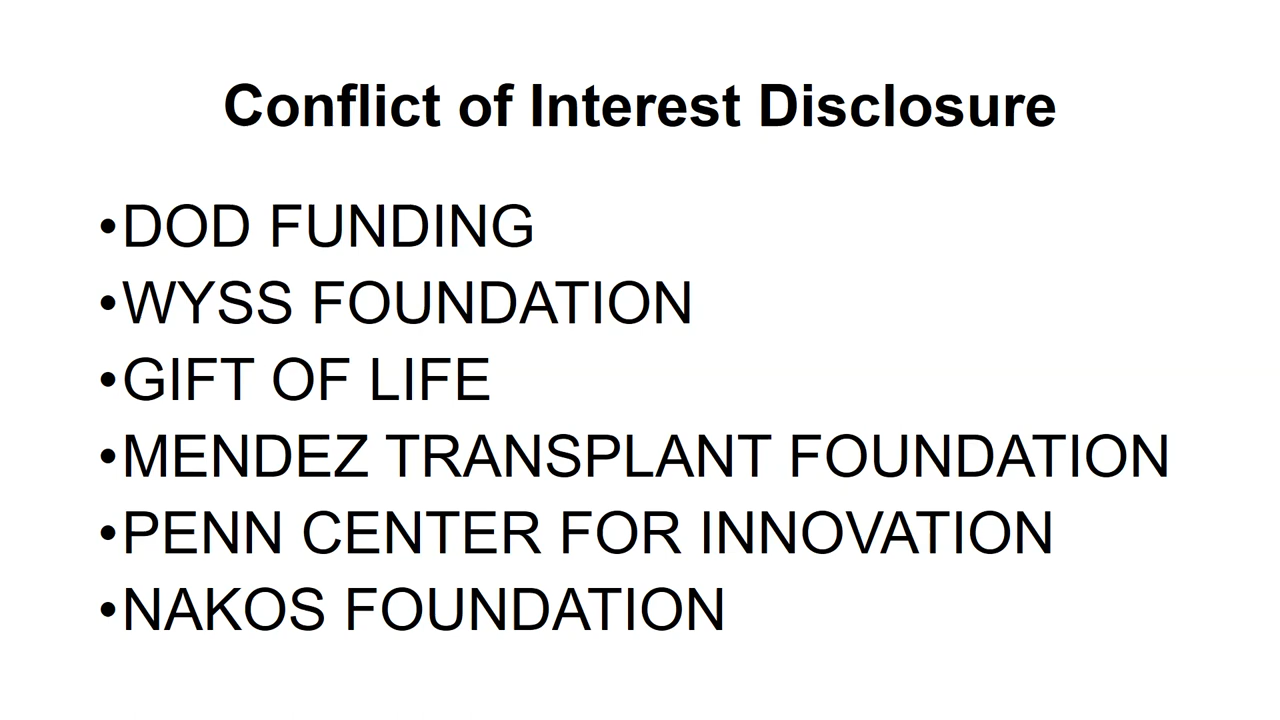 Conflict of Interest Disclosure
•DOD FUNDING
•WYSS FOUNDATION
•GIFT OF LIFE
•MENDEZ TRANSPLANT FOUNDATION
•PENN CENTER FOR INNOVATION
•NAKOS FOUNDATION